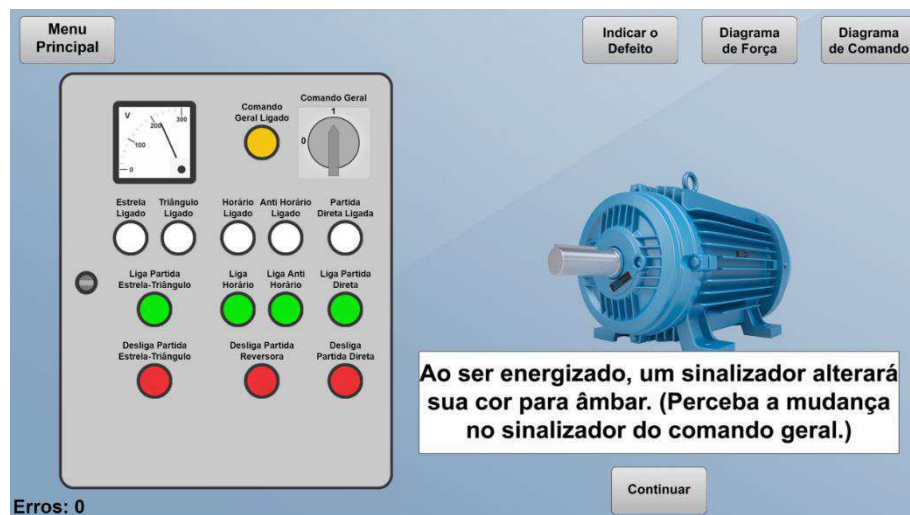 Menu
Principal
Indicar o
Defeito
Diagrama
de Força
Diagrama
de Comando
V
0
100
200
300
Comando
Geral Ligado
Comando Geral
0
1
Estrela
Ligado
Triângulo
Ligado
Horário
Ligado
Anti Horário
Ligado
Partida
Direta Ligada
Liga Partida
Estrela-Triângulo
Liga
Horário
Liga Anti
Horário
Liga Partida
Direta
Desliga Partida
Estrela-Triângulo
Desliga Partida
Reversora
Desliga
Partida Direta
Ao ser energizado, um sinalizador alterará
sua cor para âmbar. (Perceba a mudança
no sinalizador do comando geral.)
Continuar
Erros: 0